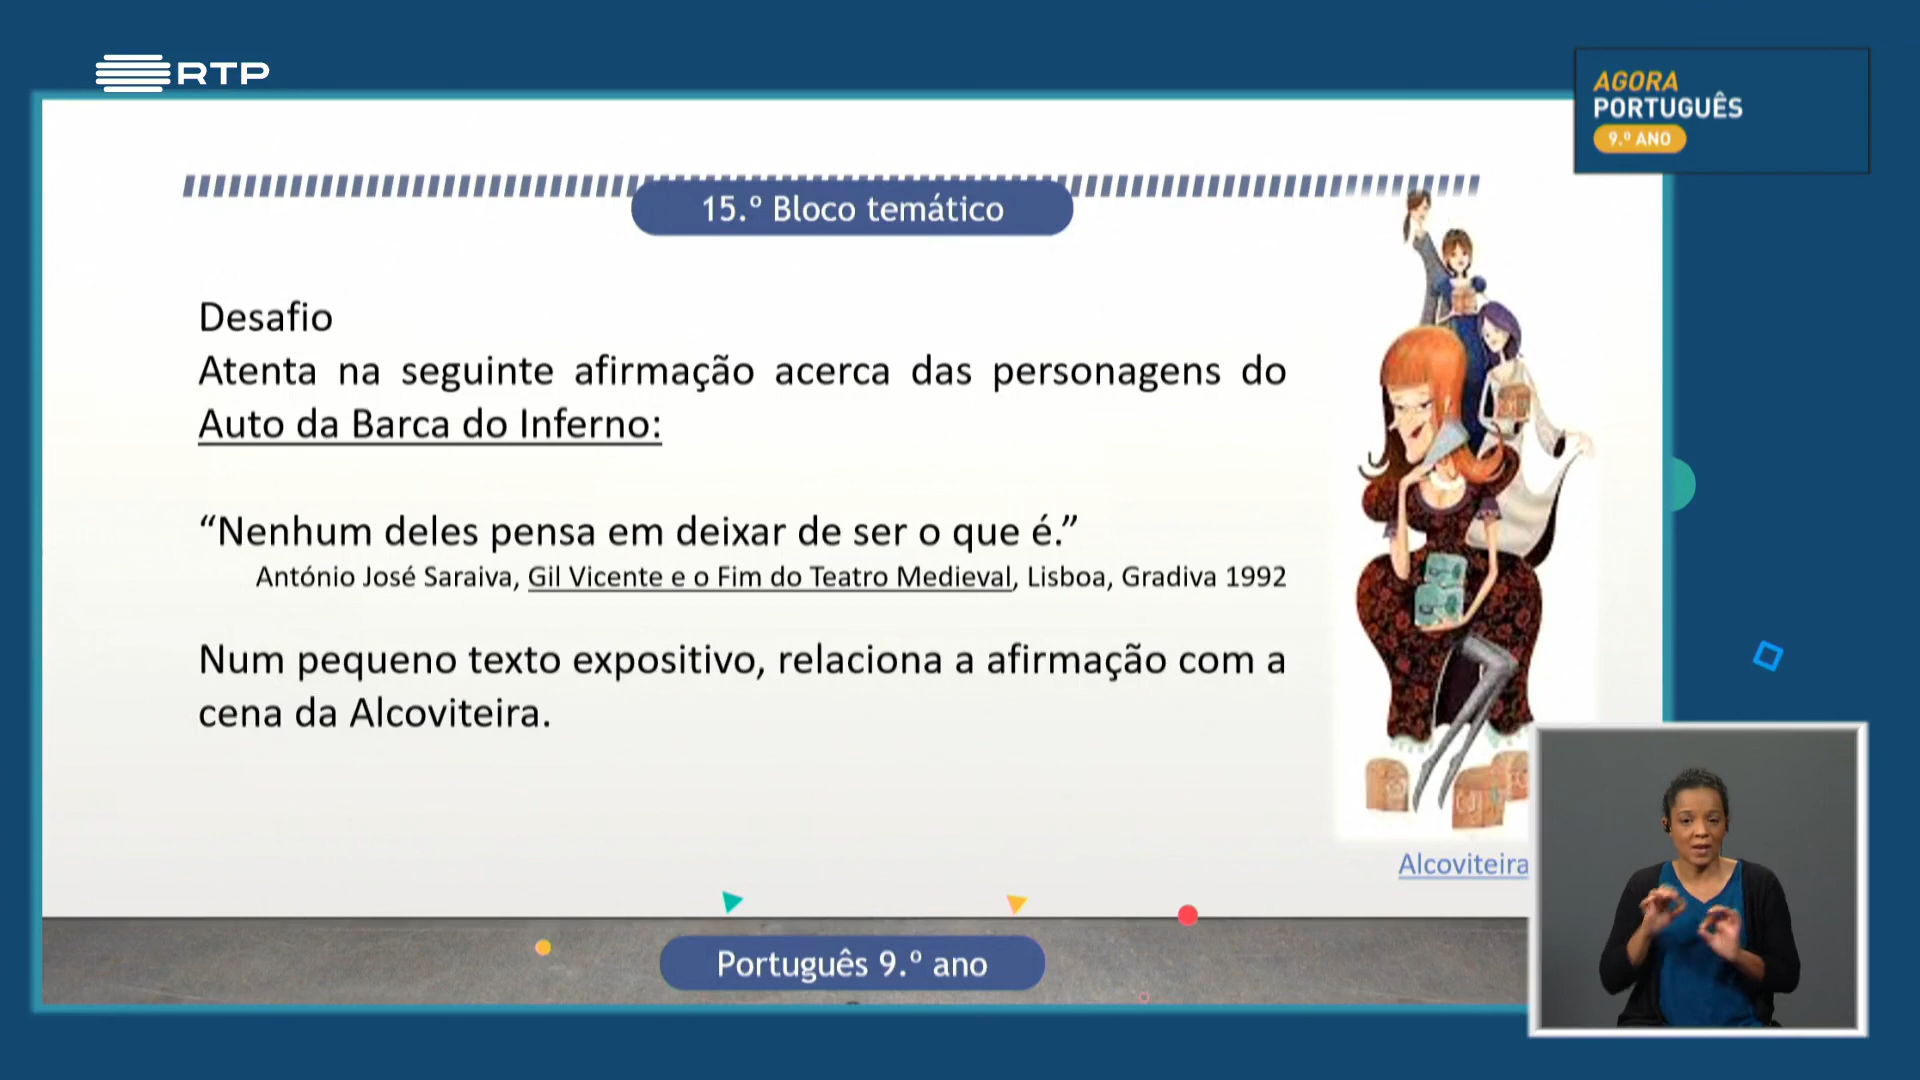 RTP
AGORA
PORTUGUÊS
9.º ANO
15.º Bloco temático
Desafio
Atenta na seguinte afirmação acerca das personagens do
Auto da Barca do Inferno:
“Nenhum deles pensa em deixar de ser o que é.”
António José Saraiva, Gil Vicente e o Fim do Teatro Medieval, Lisboa, Gradiva 1992
Num pequeno texto expositivo, relaciona a afirmação com a
cena da Alcoviteira.
Alcoviteira
Português 9.º ano